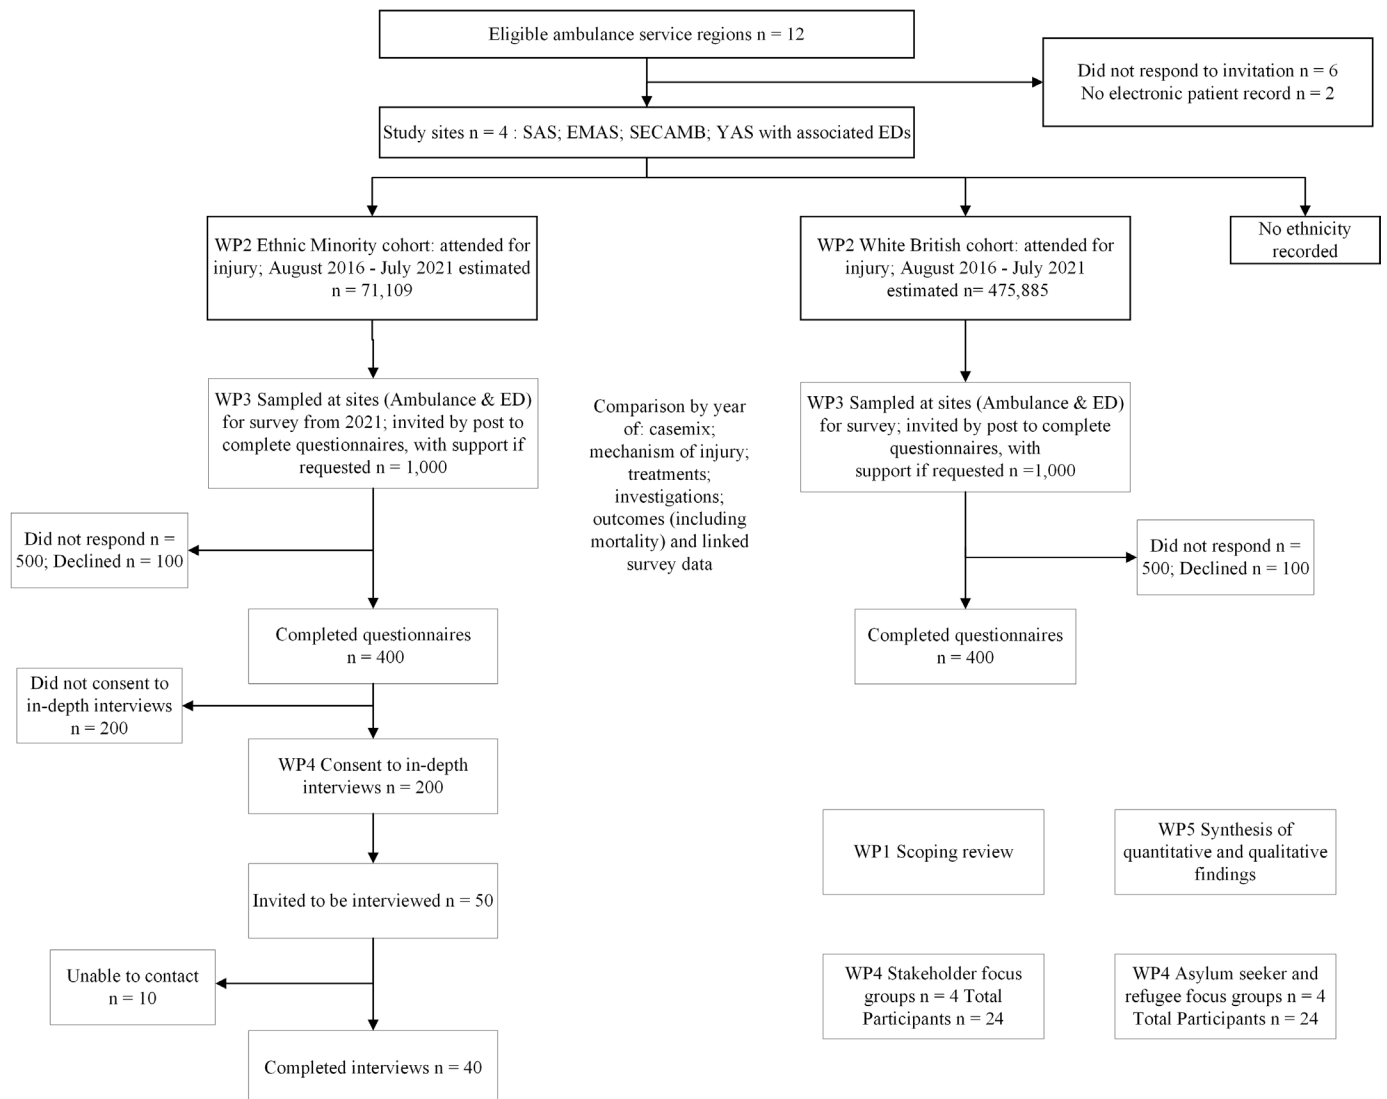 Eligible ambulance service regions n = 12
Did not respond to invitation n = 6
No electronic patient record n = 2
Study sites n = 4 : SAS; EMAS; SECAMB; YAS with associated EDs
WP2 Ethnic Minority cohort: attended for
injury; August 2016 - July 2021 estimated
n = 71,109
WP2 White British cohort: attended for
injury; August 2016 - July 2021
estimated n= 475,885
No ethnicity
recorded
WP3 Sampled at sites (Ambulance & ED)
for survey from 2021; invited by post to
complete questionnaires, with support if
requested n = 1,000
Comparison by year
of: casemix;
mechanism of injury;
treatments;
investigations;
outcomes (including
mortality) and linked
survey data
WP3 Sampled at sites (Ambulance & ED)
for survey; invited by post to complete
questionnaires, with
support if requested n =1,000
Did not respond n =
500; Declined n = 100
Did not respond n =
500; Declined n = 100
Completed questionnaires
n = 400
Completed questionnaires
n = 400
Did not consent to
in-depth interviews
n = 200
WP4 Consent to in-depth
interviews n = 200
Invited to be interviewed n = 50
Unable to contact
n = 10
Completed interviews n = 40
WP1 Scoping review
WP5 Synthesis of
quantitative and qualitative
findings
WP4 Stakeholder focus
groups n = 4 Total
Participants n = 24
WP4 Asylum seeker and
refugee focus groups n = 4
Total Participants n = 24